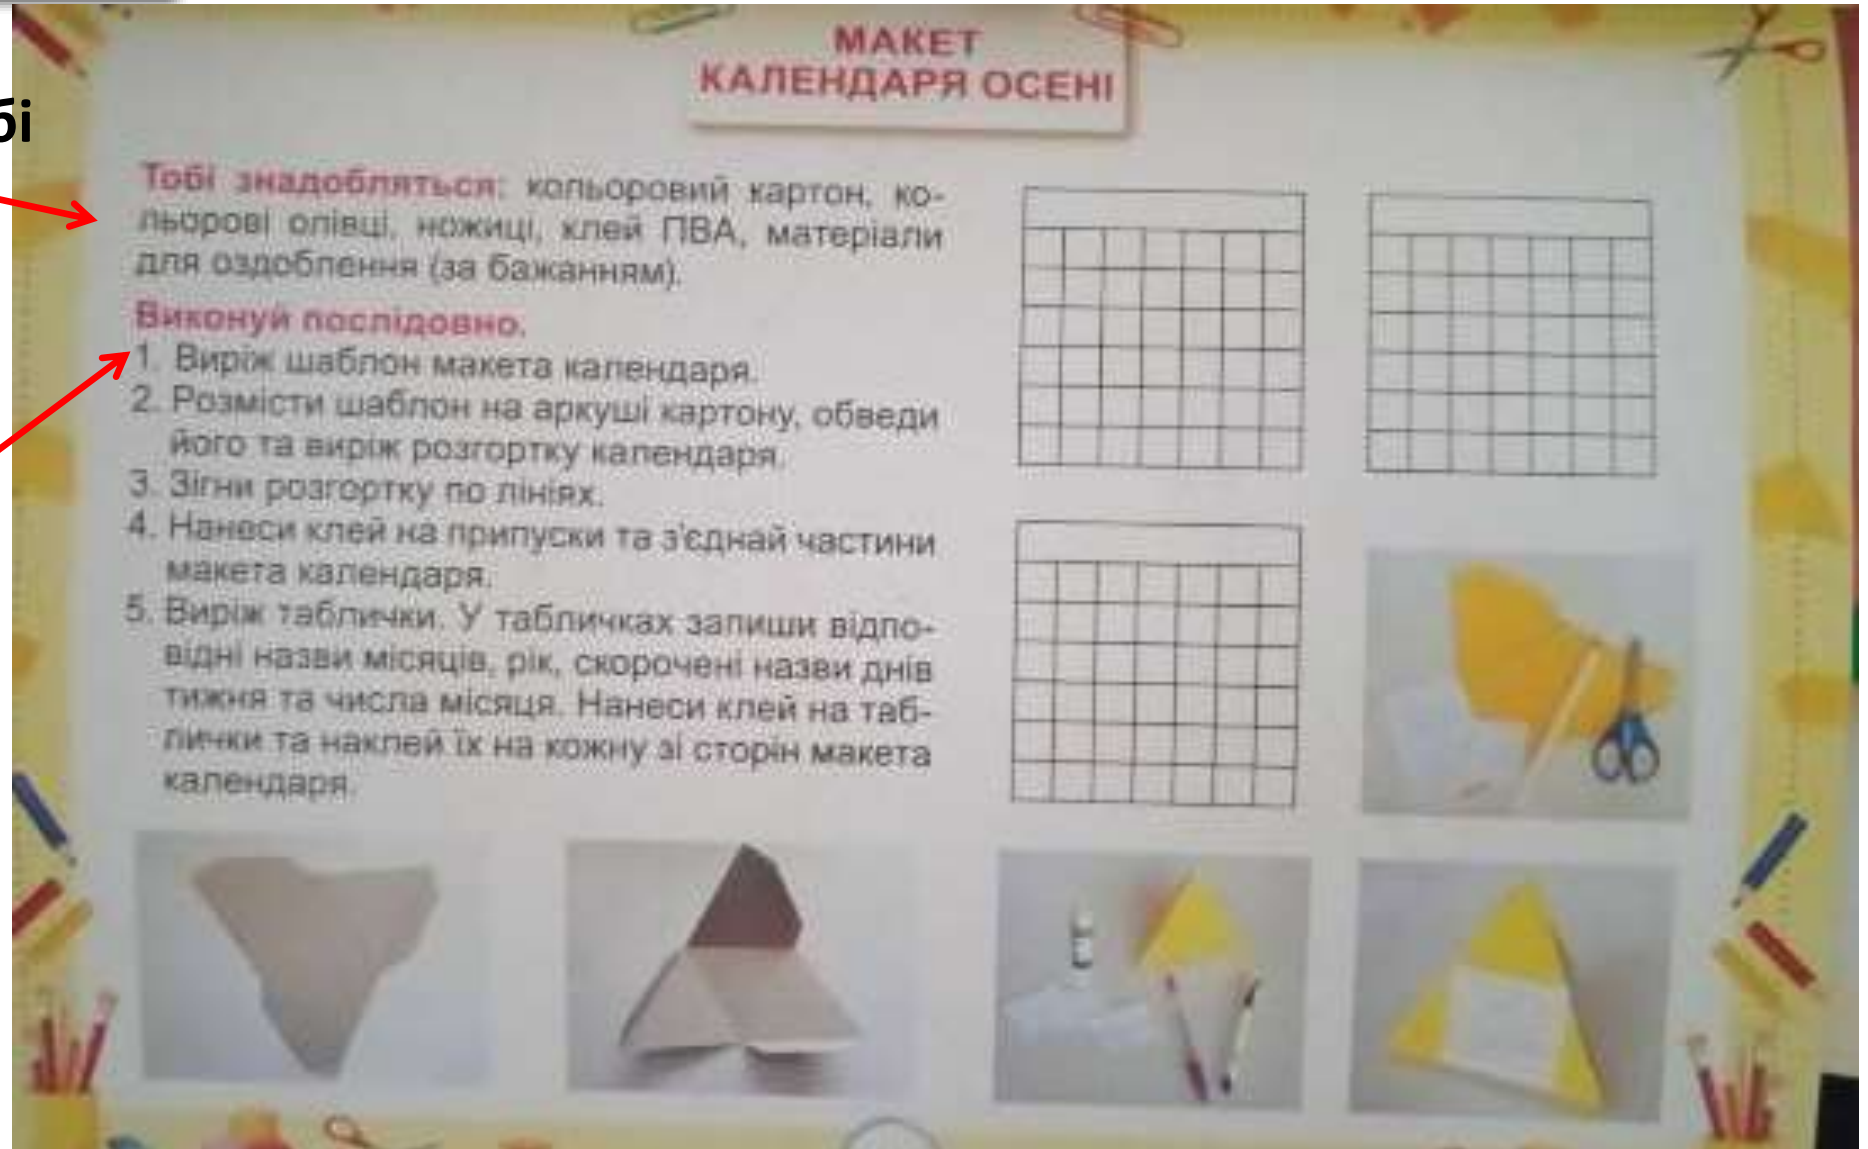 МАКЕТ
КАЛЕНДАРЯ ОСЕНІ
бі
Тобі знадобляться: кольоровий картон, ко-
льорові олівці, ножиці, клей ПВА, матеріали
для оздоблення (за бажанням).
Виконуй послідовно.
1. Виріж шаблон макета календаря.
2. Розмісти шаблон на аркуші картону, обведи
його та виріж розгортку календаря.
3. Зігни розгортку по лініях.
4. Нанеси клей на припуски та з'єднай частини
макета календаря.
5. Виріж таблички. У табличках запиши відпо-
відні назви місяців, рік, скорочені назви днів
тижня та числа місяця. Нанеси клей на таб-
лички та наклей їх на кожну зі сторін макета
календаря.